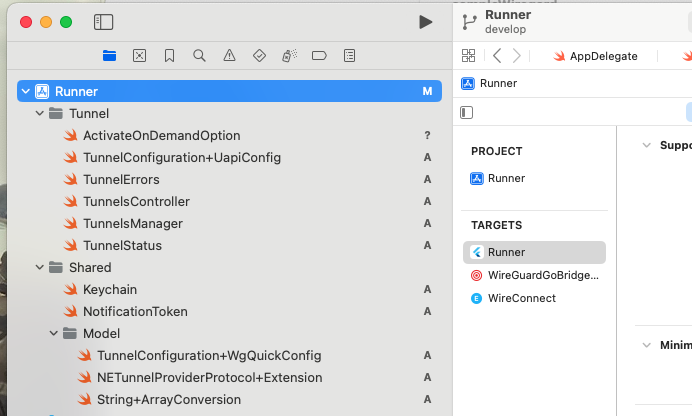 Runner
develop
AppDelegate
Runner M
Runner
Tunnel
ActivateOnDemandOption ?
TunnelConfiguration+UapiConfig A
TunnelErrors A
TunnelsController A
TunnelsManager A
TunnelStatus A
Shared
Keychain A
NotificationToken A
Model
TunnelConfiguration+WgQuickConfig A
NETunnelProviderProtocol+Extension A
String+ArrayConversion A
PROJECT
Runner
TARGETS
Runner
WireGuardGoBridge...
E WireConnect
Suppo
Minim